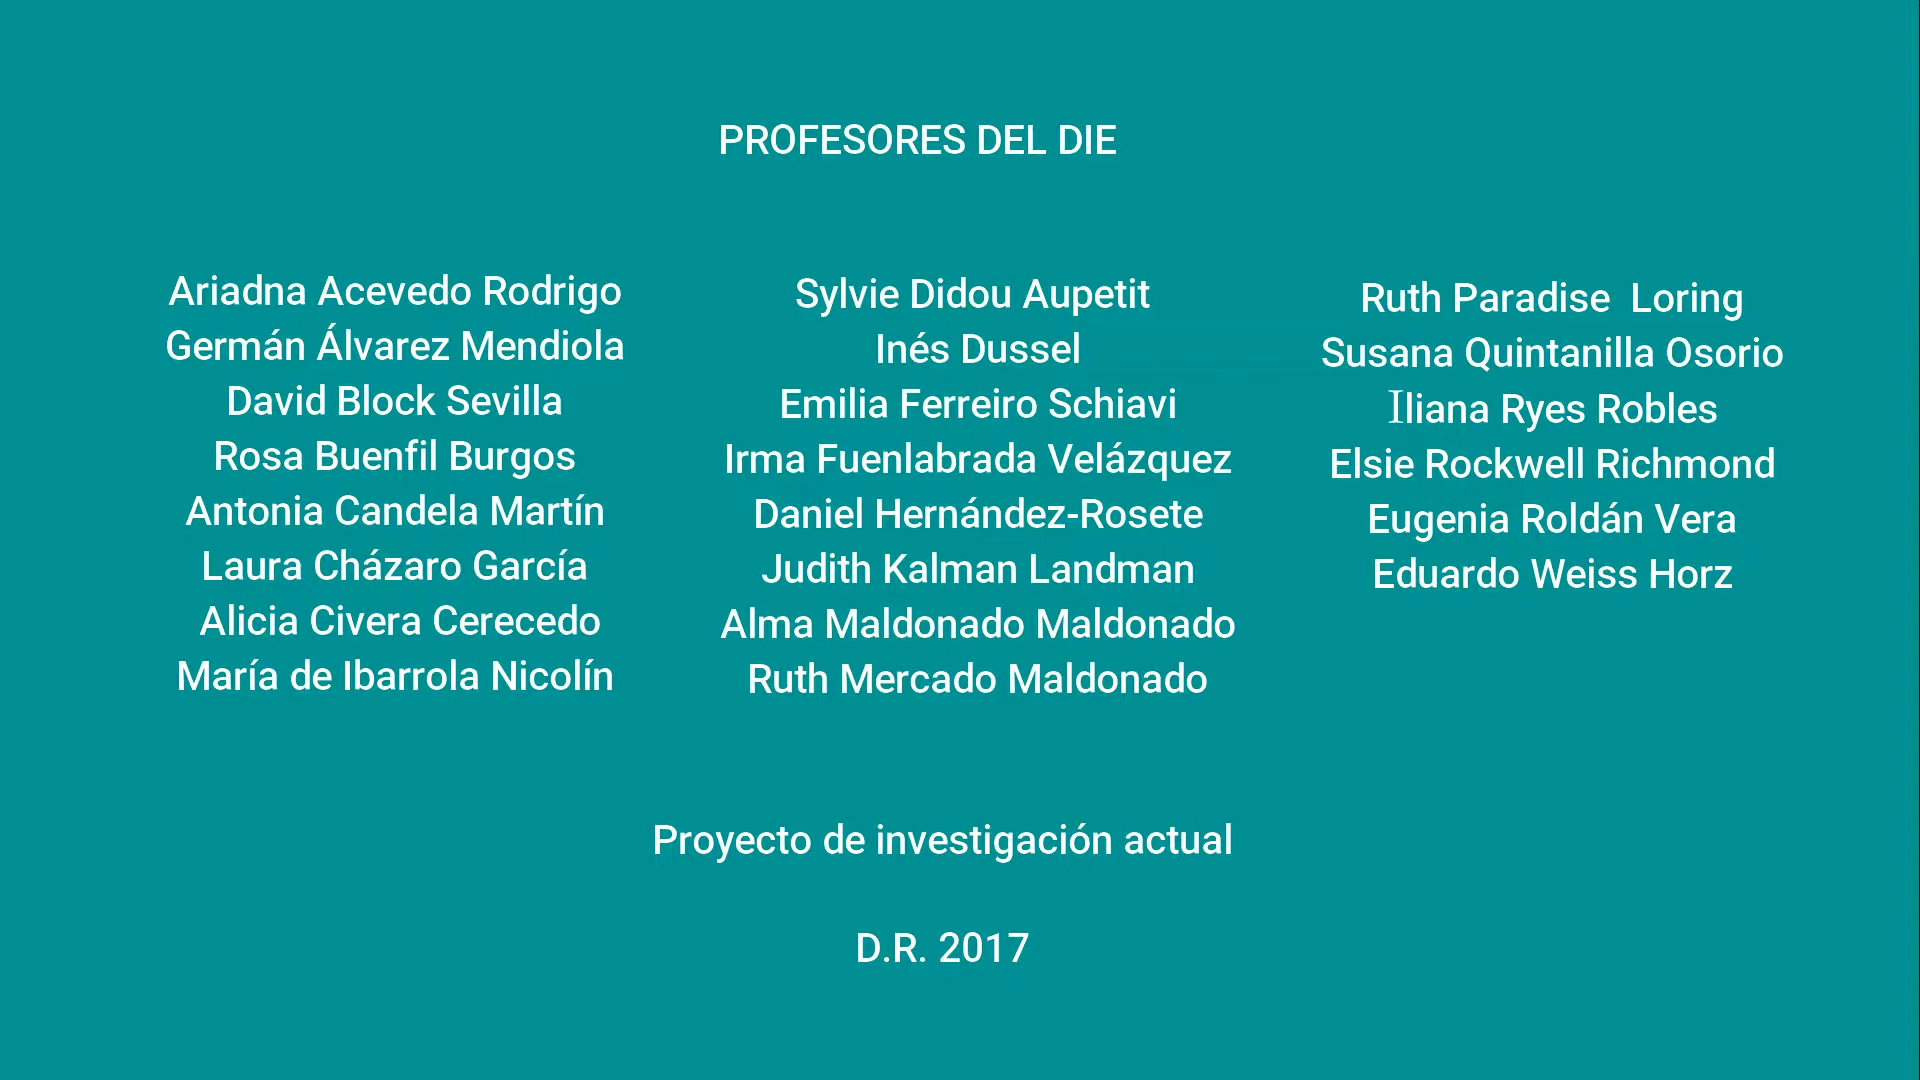 PROFESORES DEL DIE
Ariadna Acevedo Rodrigo
Germán Álvarez Mendiola
David Block Sevilla
Rosa Buenfil Burgos
Antonia Candela Martín
Laura Cházaro García
Alicia Civera Cerecedo
María de Ibarrola Nicolín
Sylvie Didou Aupetit
Inés Dussel
Emilia Ferreiro Schiavi
Irma Fuenlabrada Velázquez
Daniel Hernández-Rosete
Judith Kalman Landman
Alma Maldonado Maldonado
Ruth Mercado Maldonado
Ruth Paradise  Loring
Susana Quintanilla Osorio
Iliana Ryes Robles
Elsie Rockwell Richmond
Eugenia Roldán Vera
Eduardo Weiss Horz
Proyecto de investigación actual
D.R. 2017